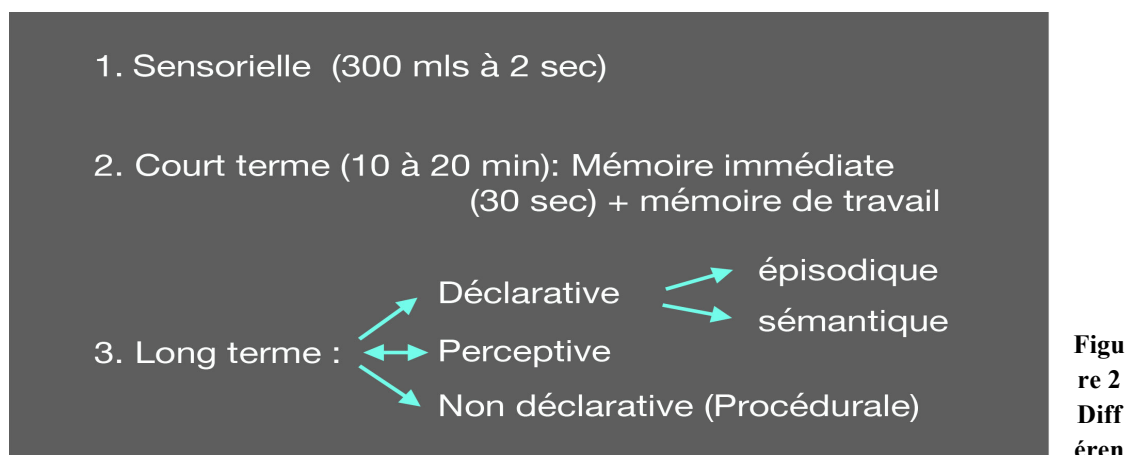 1. Sensorielle (300 mls à 2 sec)
2. Court terme (10 à 20 min): Mémoire immédiate
(30 sec) + mémoire de travail
épisodique
Déclarative
sémantique
3. Long terme : Perceptive
Non déclarative (Procédurale)
Figu
re 2
Diff
éren